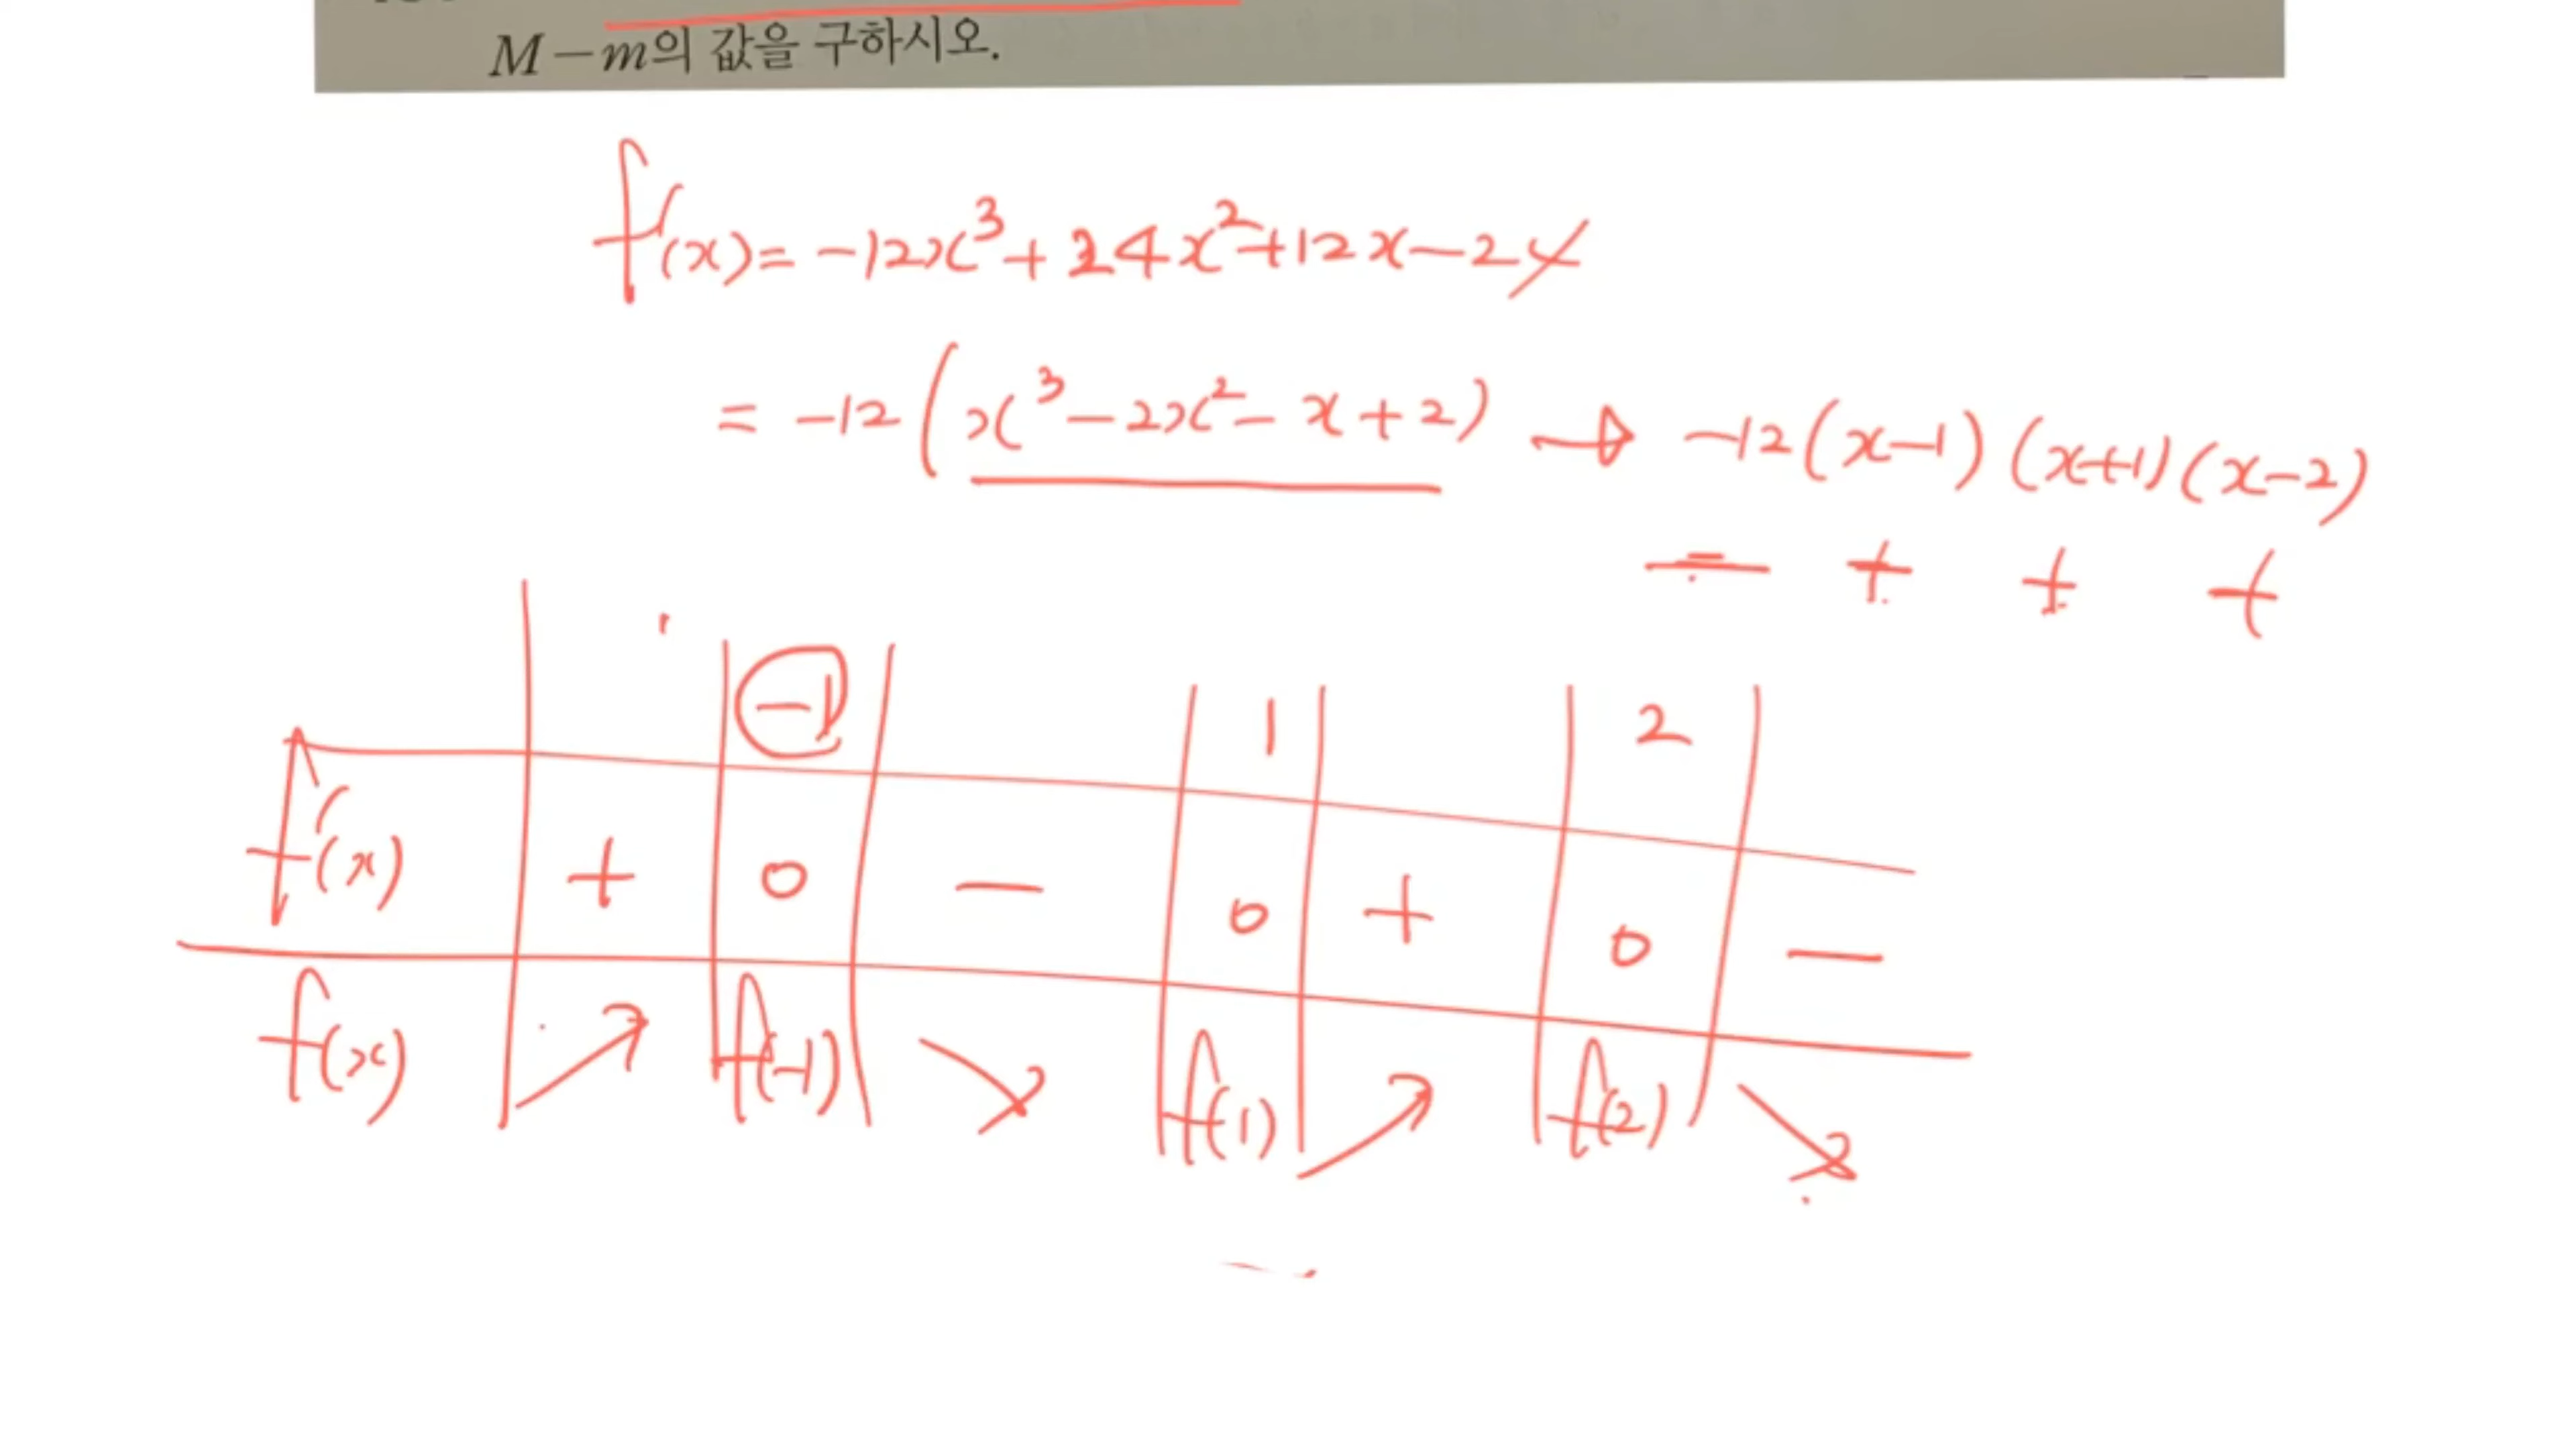 M-m의 값을 구하시오.
f'(x)= -12x³+24x²+12x-24
= -12(x³-2x²-x+2) → -12(x-1)(x+1)(x-2)
- + + +
-1 1 2
f'(x) + 0 - 0 + 0 -
f(x) ↗ f(-1) ↘ f(1) ↗ f(2) ↘